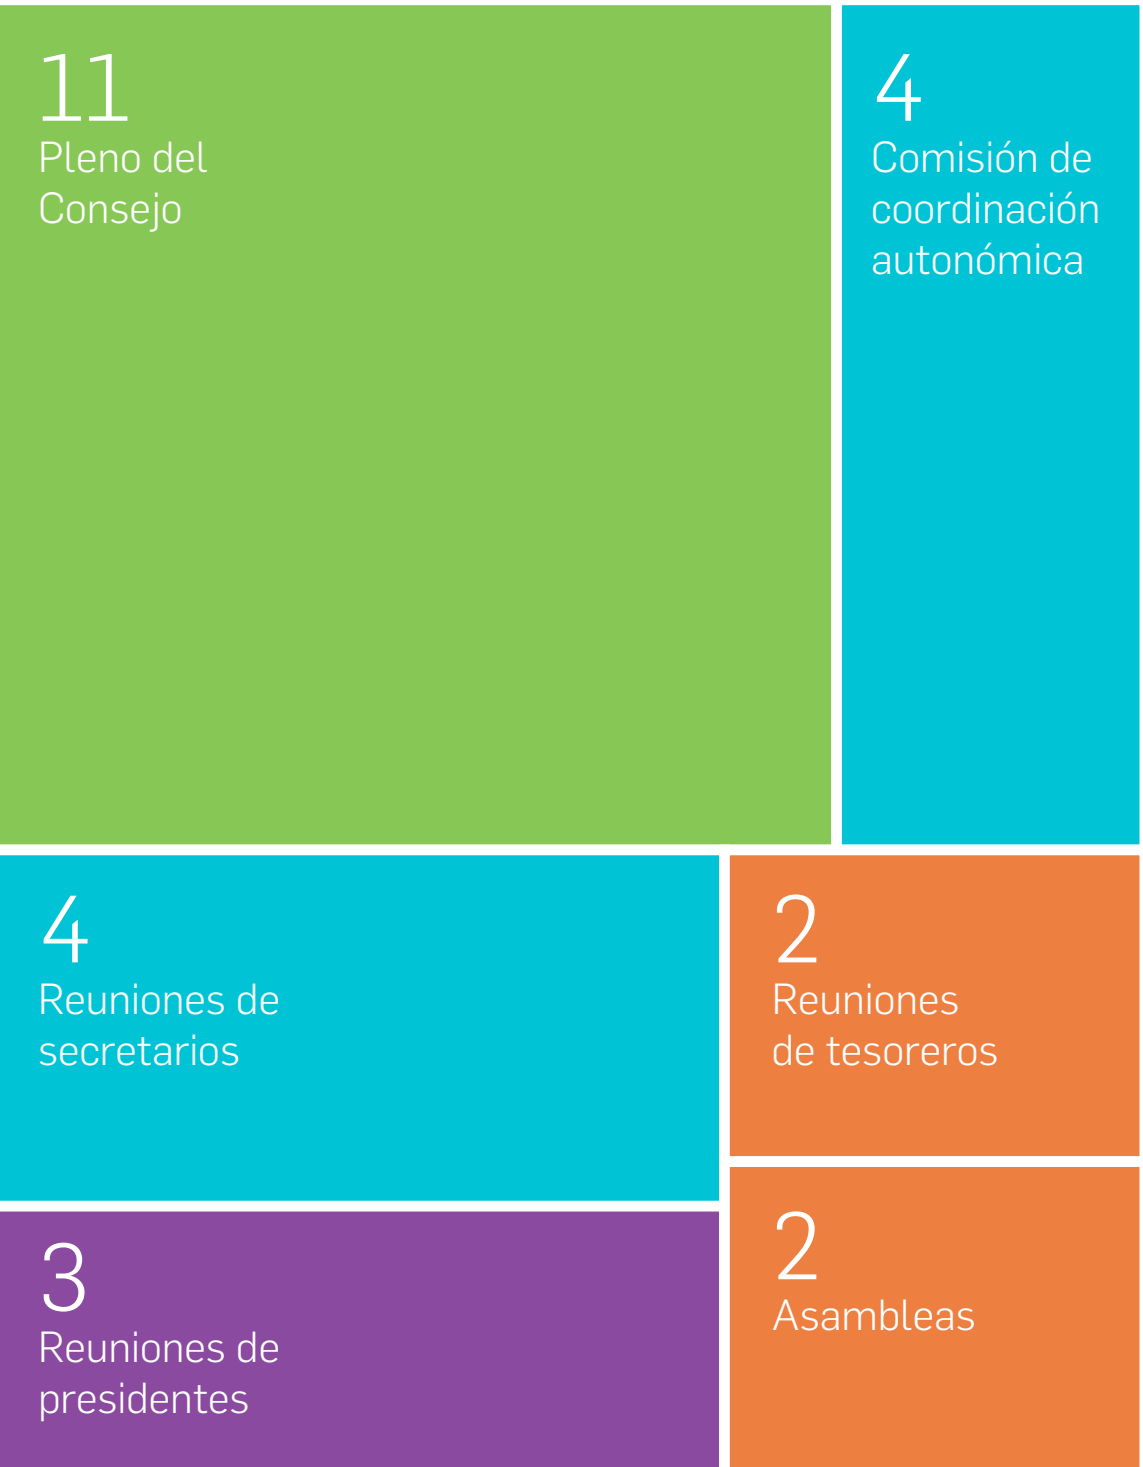 11
Pleno del
Consejo
4
Comisión de
coordinación
autonómica
4
Reuniones de
secretarios
2
Reuniones
de tesoreros
3
Reuniones de
presidentes
2
Asambleas